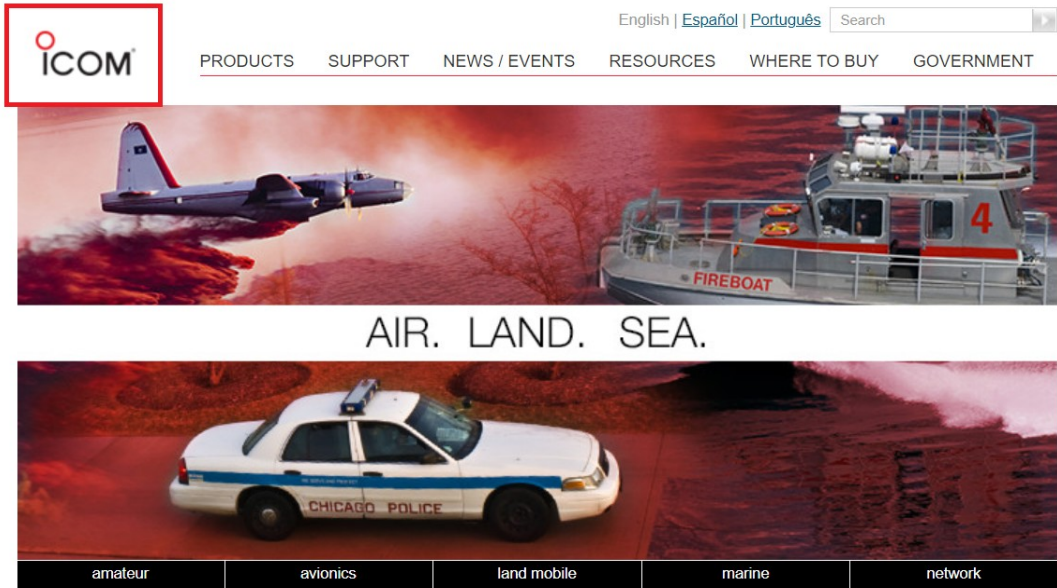 English | Español | Português Search
iCOM
PRODUCTS SUPPORT NEWS / EVENTS RESOURCES WHERE TO BUY GOVERNMENT
4
FIREBOAT
AIR. LAND. SEA.
CHICAGO POLICE
amateur avionics land mobile marine network